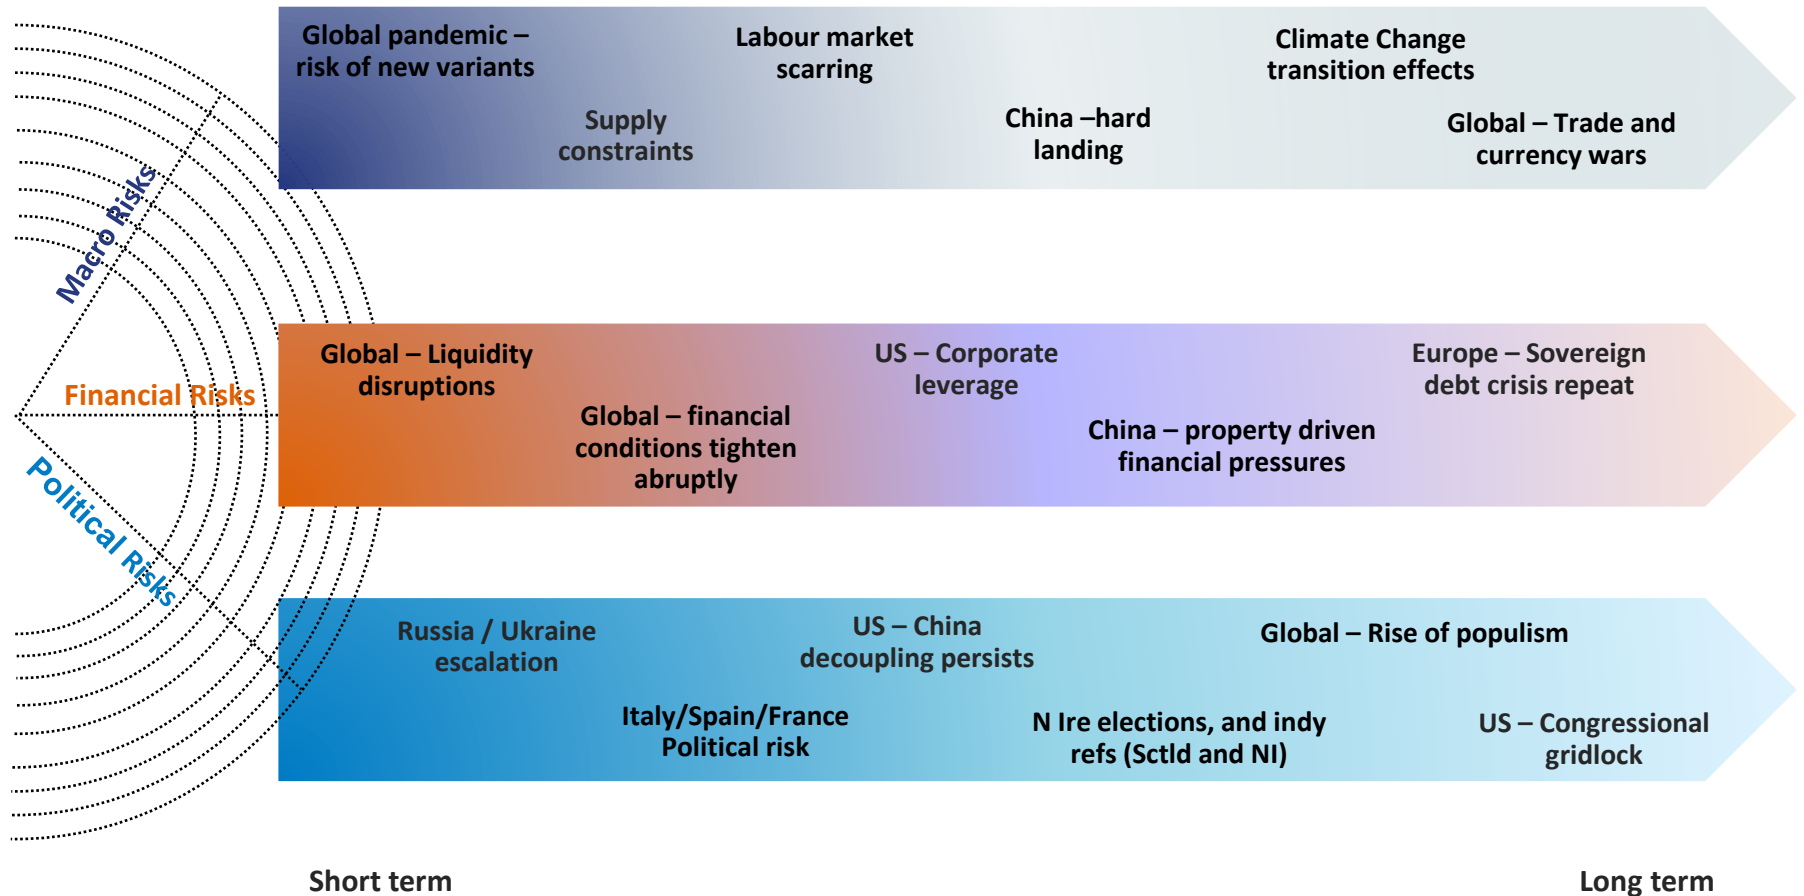 Macro Risks
Global pandemic –
risk of new variants
Supply
constraints
Labour market
scarring
China –hard
landing
Climate Change
transition effects
Global – Trade and
currency wars
Financial Risks
Global – Liquidity
disruptions
Global – financial
conditions tighten
abruptly
US – Corporate
leverage
China – property driven
financial pressures
Europe – Sovereign
debt crisis repeat
Political Risks
Russia / Ukraine
escalation
Italy/Spain/France
Political risk
US – China
decoupling persists
N Ire elections, and indy
refs (Sctld and NI)
Global – Rise of populism
US – Congressional
gridlock
Short term
Long term